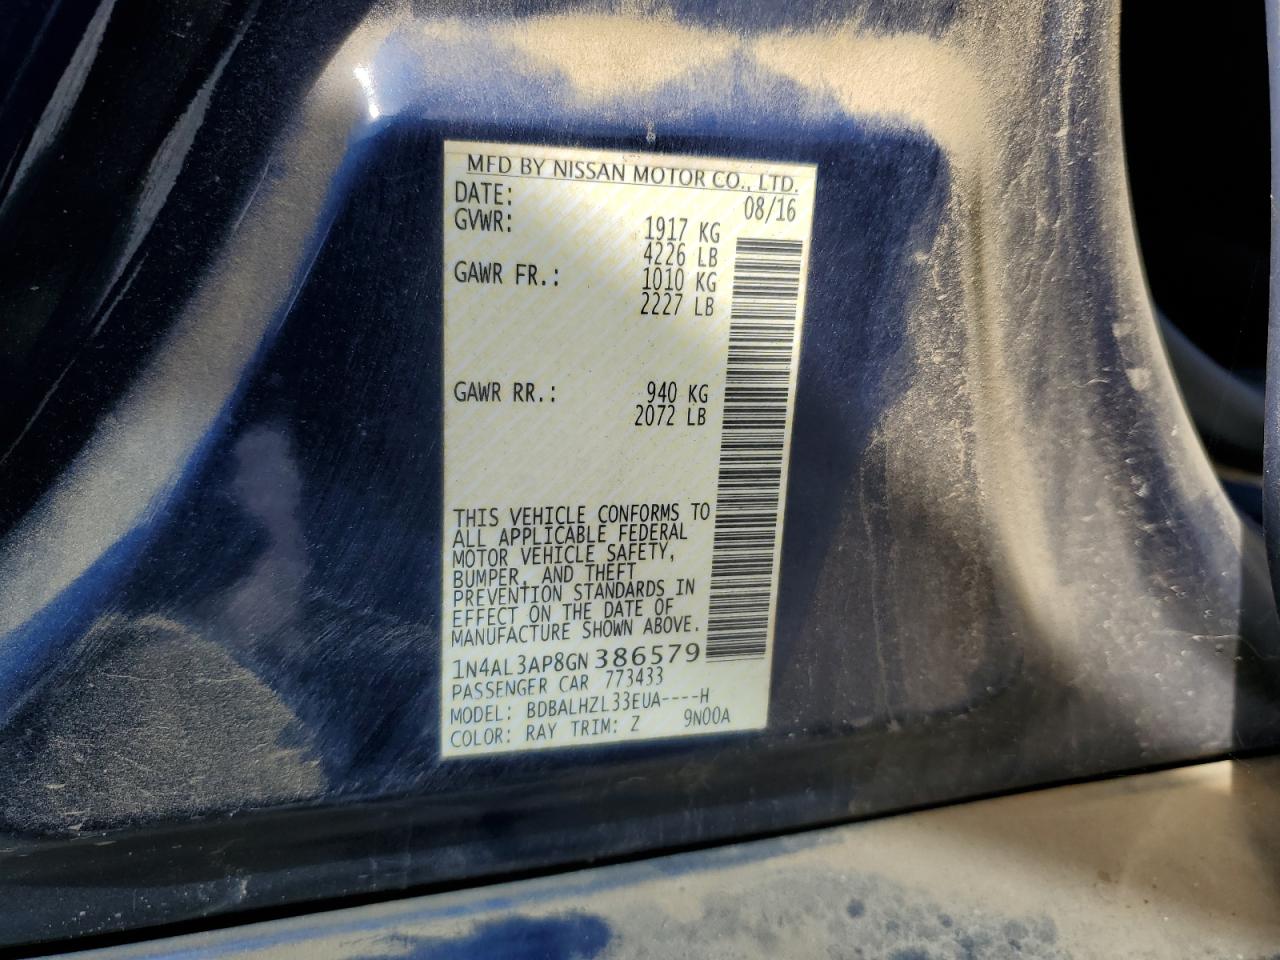 MFD BY NISSAN MOTOR CO., LTD.
DATE: 08/16
GVWR: 1917 KG
4226 LB
GAWR FR.: 1010 KG
2227 LB
GAWR RR.: 940 KG
2072 LB
THIS VEHICLE CONFORMS TO
ALL APPLICABLE FEDERAL
MOTOR VEHICLE SAFETY,
BUMPER, AND THEFT
PREVENTION STANDARDS IN
EFFECT ON THE DATE OF
MANUFACTURE SHOWN ABOVE.
1N4AL3AP8GN386579
PASSENGER CAR 773433
MODEL: BDBALHZL33EUA----H
COLOR: RAY TRIM: Z 9N00A